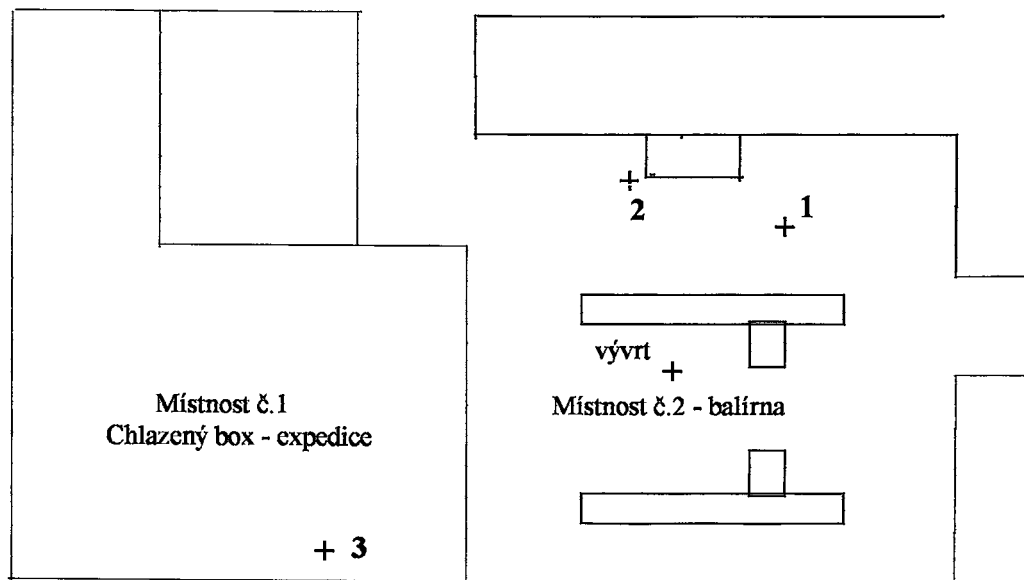 2
1
vývrt
Místnost č.1
Chlazený box - expedice
Místnost č.2 - balírna
3